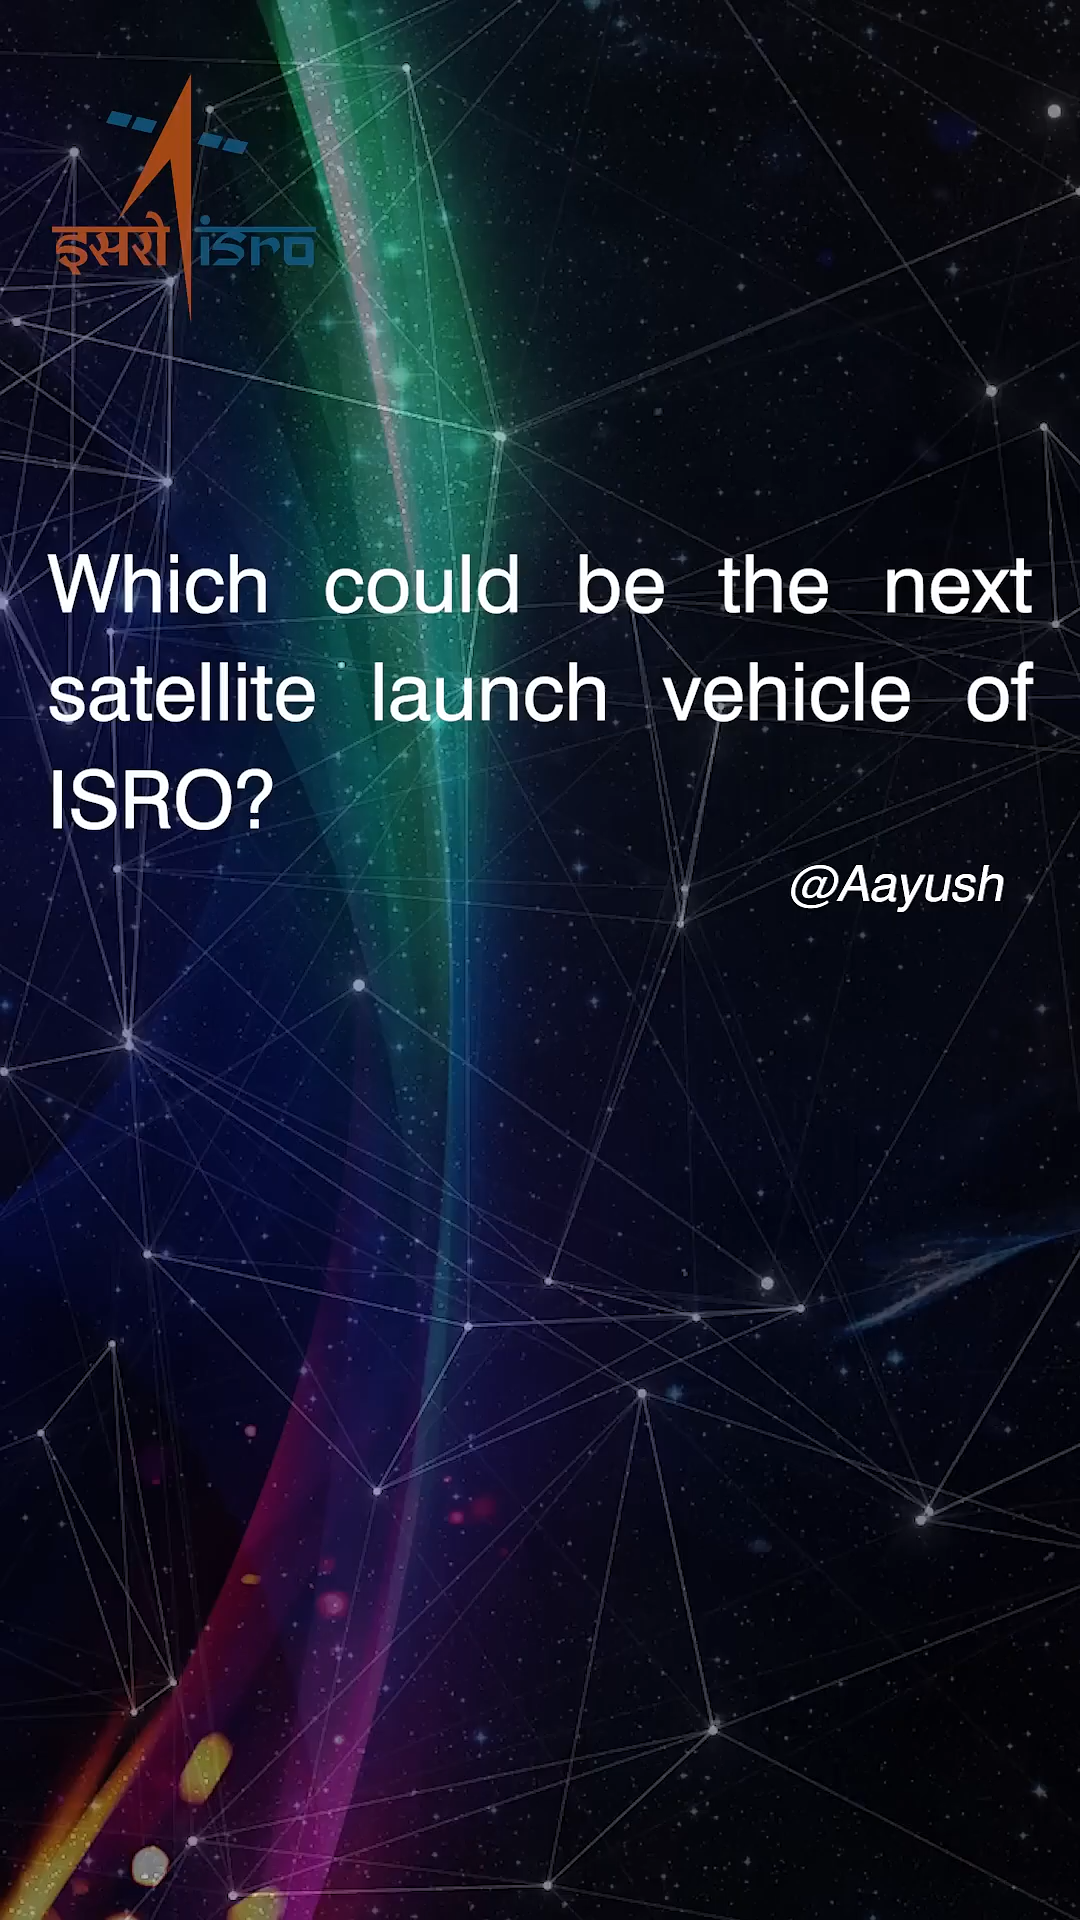 इसरो isro
Which could be the next
satellite launch vehicle of
ISRO?
@Aayush